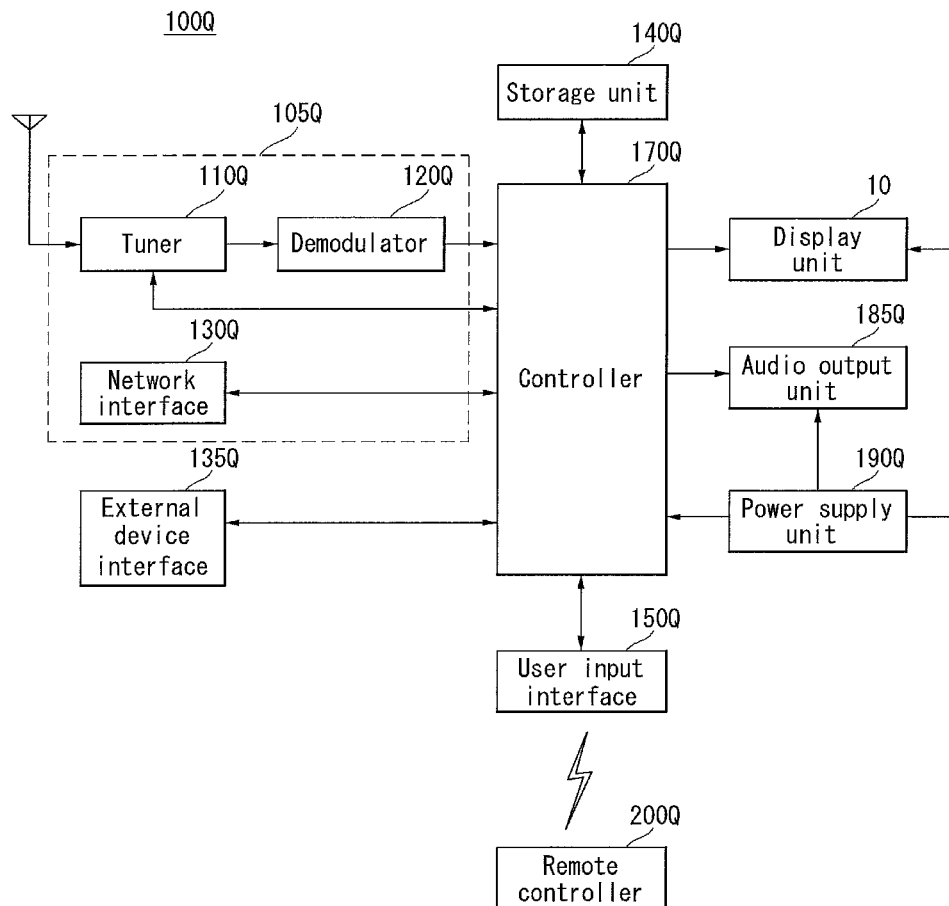 100Q
140Q
Storage unit
105Q
110Q
120Q
170Q
10
Tuner
Demodulator
Display
unit
130Q
185Q
Network
interface
Controller
Audio output
unit
135Q
190Q
External
device
interface
Power supply
unit
150Q
User input
interface
200Q
Remote
controller